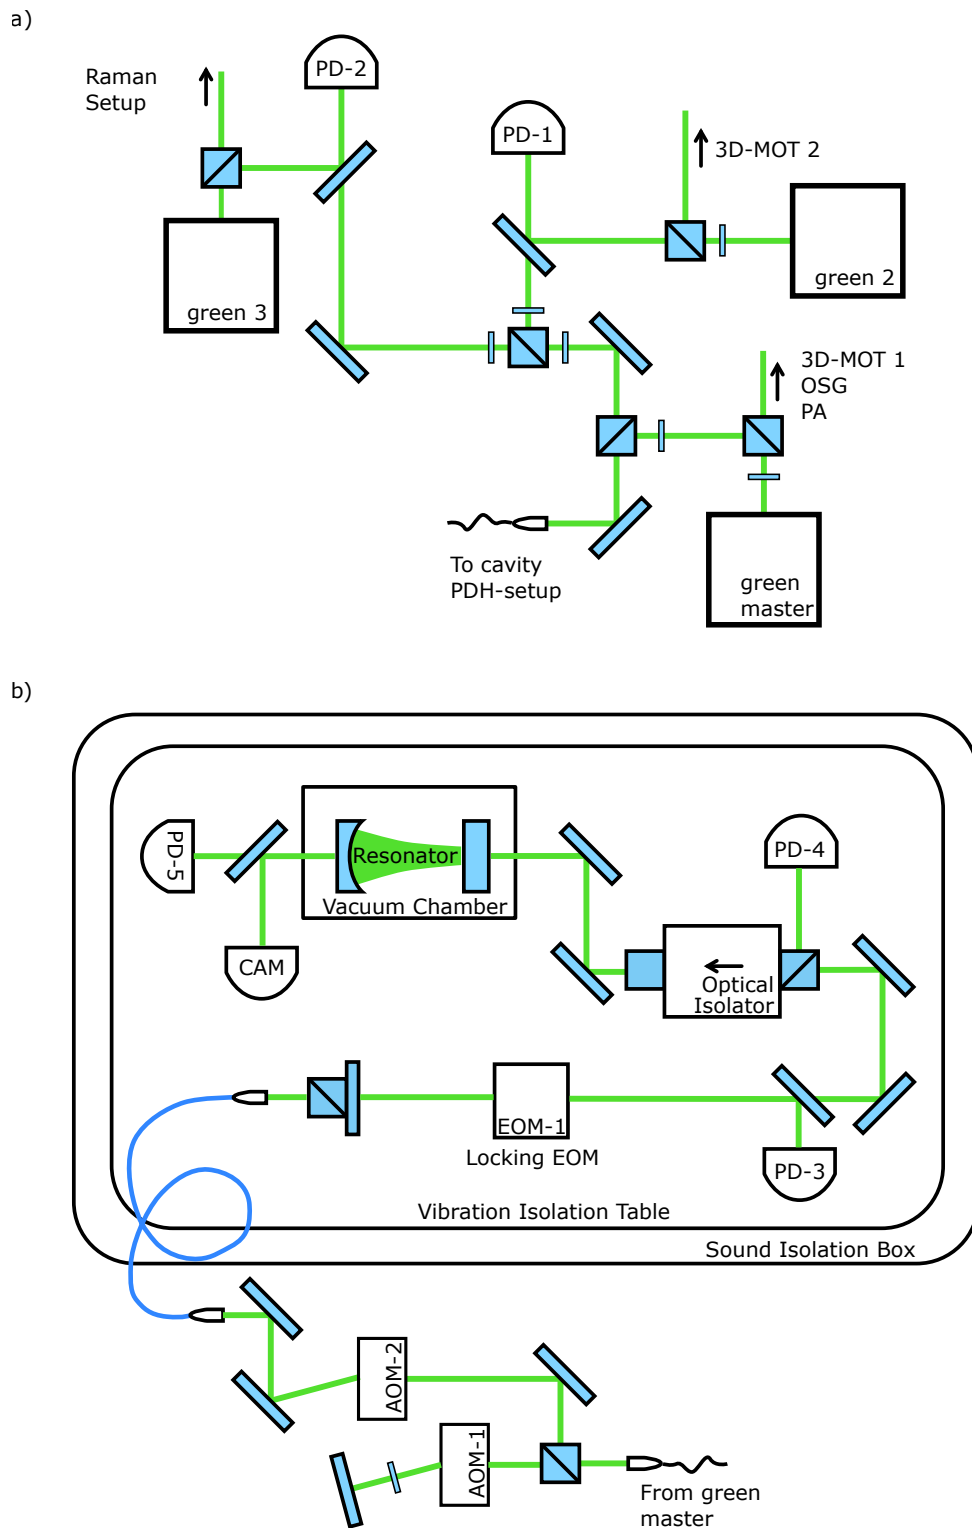 a)
Raman
Setup
PD-2
PD-1
3D-MOT 2
green 3
green 2
3D-MOT 1
OSG
PA
To cavity
PDH-setup
green
master
b)
PD-5
Resonator
Vacuum Chamber
CAM
PD-4
Optical
Isolator
EOM-1
Locking EOM
PD-3
Vibration Isolation Table
Sound Isolation Box
AOM-2
AOM-1
From green
master